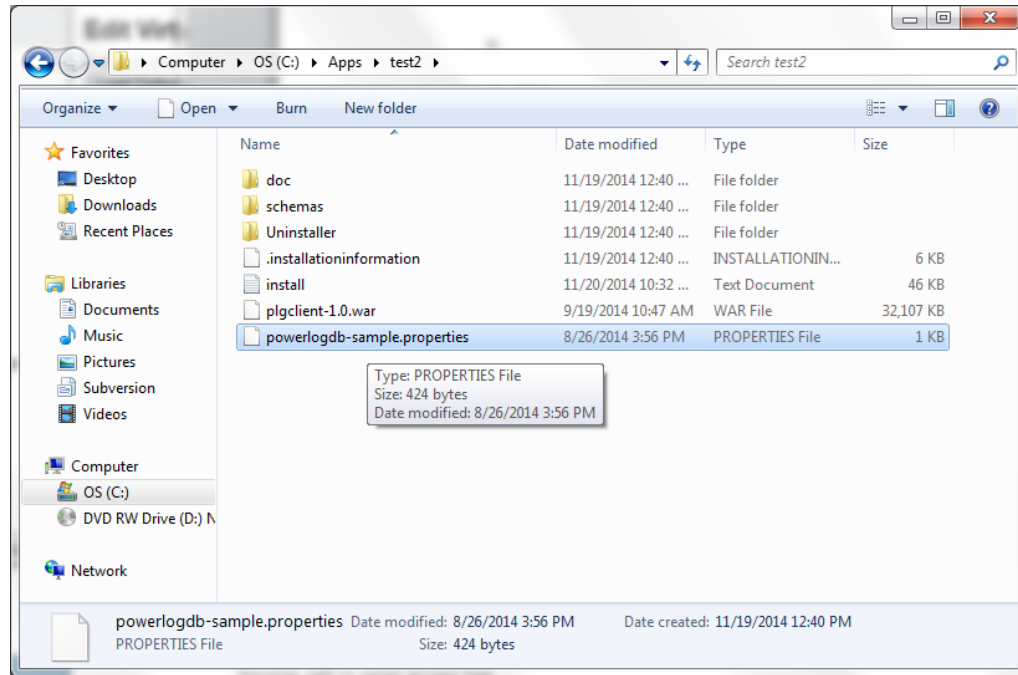 Edit Virt
Computer OS (C:) Apps test2
Search test2
Organize Open Burn New folder
Name Date modified Type Size
Favorites
Desktop
Downloads
Recent Places
Libraries
Documents
Music
Pictures
Subversion
Videos
Computer
OS (C:)
DVD RW Drive (D:) N
Network
doc 11/19/2014 12:40 ... File folder
schemas 11/19/2014 12:40 ... File folder
Uninstaller 11/19/2014 12:40 ... File folder
.installationinformation 11/19/2014 12:40 ... INSTALLATIONIN... 6 KB
install 11/20/2014 10:32 ... Text Document 46 KB
plgclient-1.0.war 9/19/2014 10:47 AM WAR File 32,107 KB
powerlogdb-sample.properties 8/26/2014 3:56 PM PROPERTIES File 1 KB
Type: PROPERTIES File
Size: 424 bytes
Date modified: 8/26/2014 3:56 PM
powerlogdb-sample.properties Date modified: 8/26/2014 3:56 PM Date created: 11/19/2014 12:40 PM
PROPERTIES File Size: 424 bytes